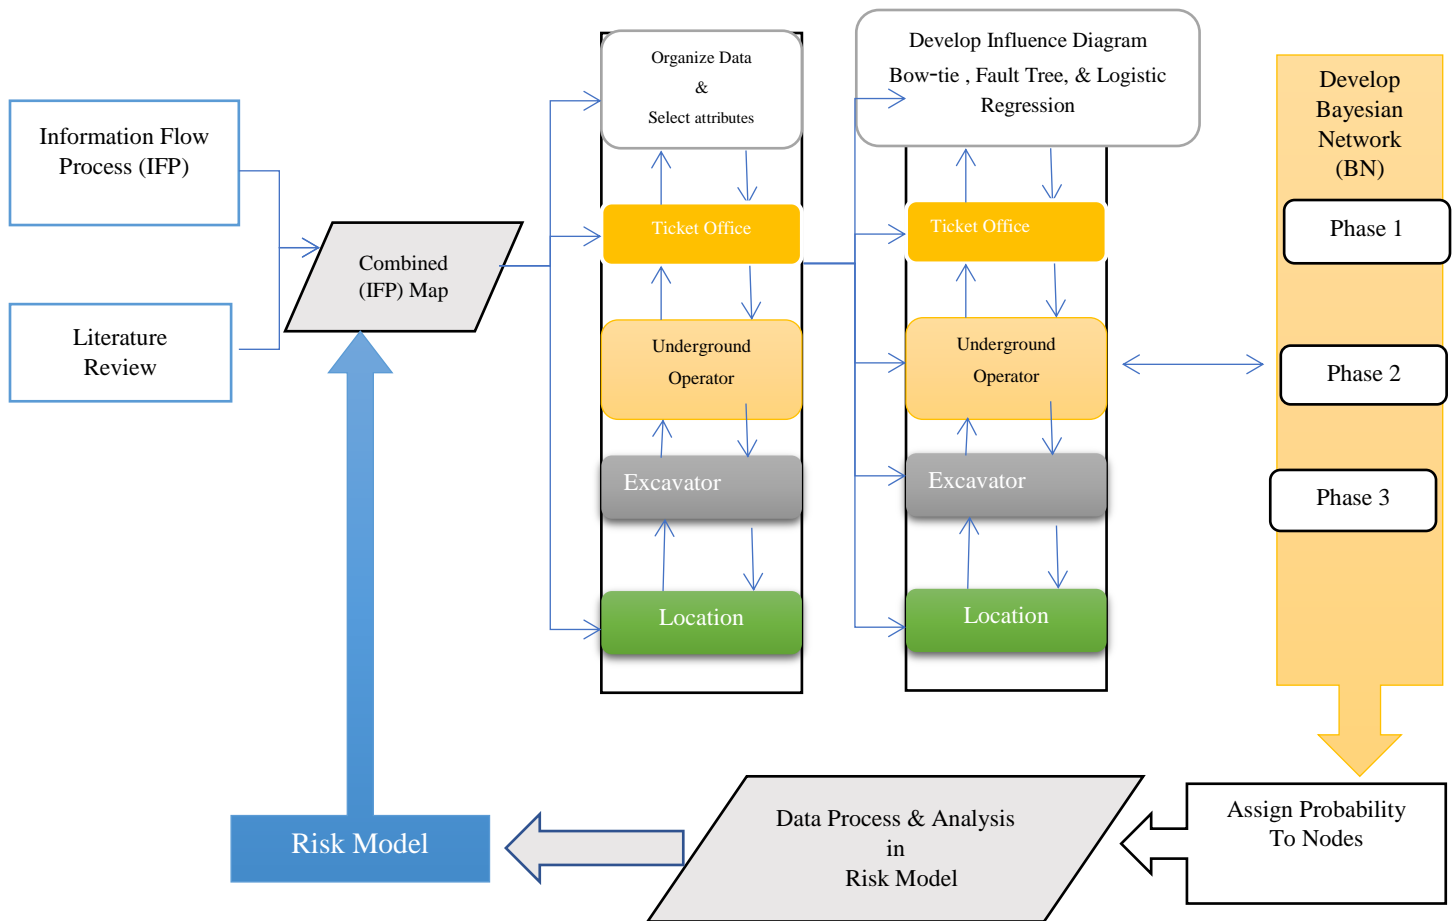 Information Flow
Process (IFP)
Literature
Review
Combined
(IFP) Map
Organize Data
&
Select attributes
Ticket Office
Underground
Operator
Excavator
Location
Develop Influence Diagram
Bow-tie , Fault Tree, & Logistic
Regression
Ticket Office
Underground
Operator
Excavator
Location
Develop
Bayesian
Network
(BN)
Phase 1
Phase 2
Phase 3
Assign Probability
To Nodes
Data Process & Analysis
in
Risk Model
Risk Model